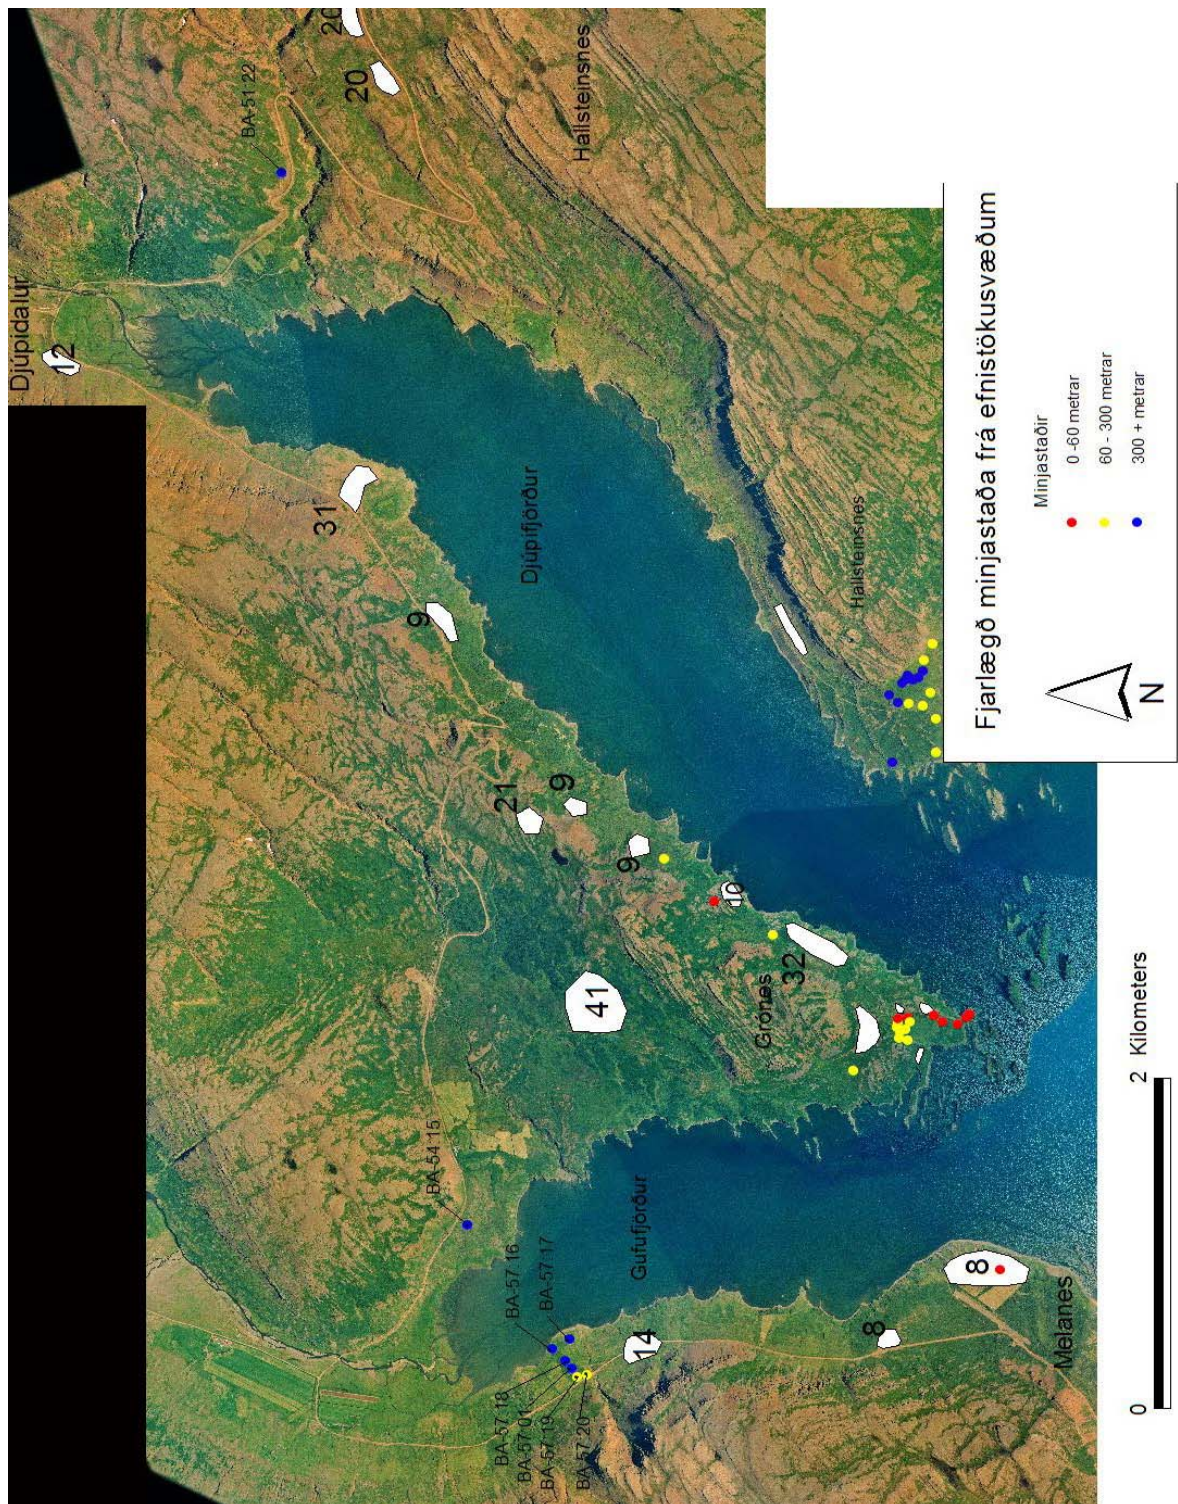 Djúpidalur
12
20
20
BA-51:22
Hallsteinsnes
31
9
Djúpifjörður
21
9
9
10
Hallsteinsnes
41
32
Grónes
BA-54:15
BA-57:16
BA-57:17
Gufufjörður
BA-57:18
BA-57:01
BA-57:19
BA-57:20
14
8
8
Melanes
Fjarlægð minjastaða frá efnistökusvæðum
Minjastaðir
0 -60 metrar
60 - 300 metrar
300 + metrar
N
0 2 Kilometers